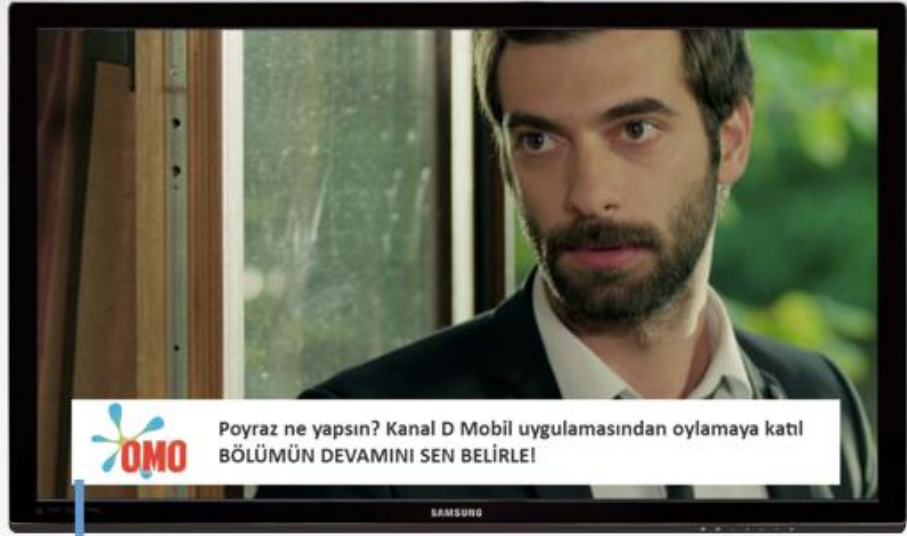 OMO
Poyraz ne yapsın? Kanal D Mobil uygulamasından oylamaya katıl
BÖLÜMÜN DEVAMINI SEN BELİRLE!
SAMSUNG